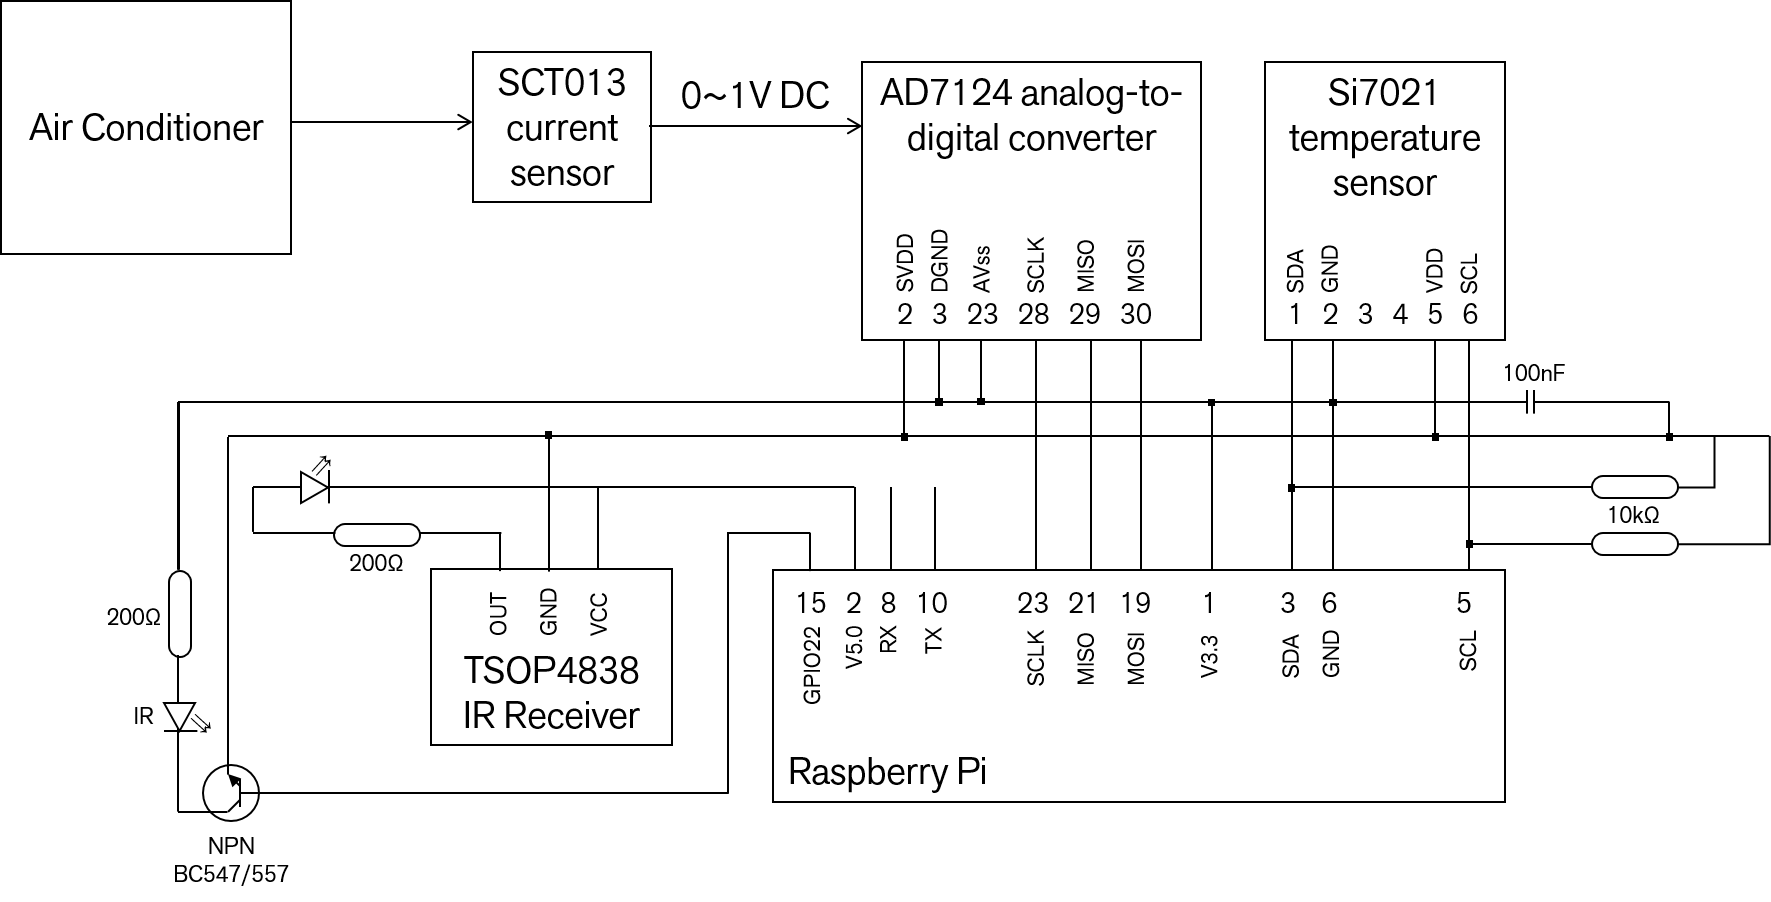 Air Conditioner
SCT013
current
sensor
0~1V DC
AD7124 analog-to-
digital converter
SVDD DGND AVss SCLK MISO MOSI
2 3 23 28 29 30
Si7021
temperature
sensor
SDA GND VDD SCL
1 2 3 4 5 6
100nF
10kΩ
200Ω
200Ω
IR
NPN
BC547/557
OUT GND VCC
TSOP4838
IR Receiver
15 2 8 10 23 21 19 1 3 6 5
GPIO22 V5.0 RX TX SCLK MISO MOSI V3.3 SDA GND SCL
Raspberry Pi